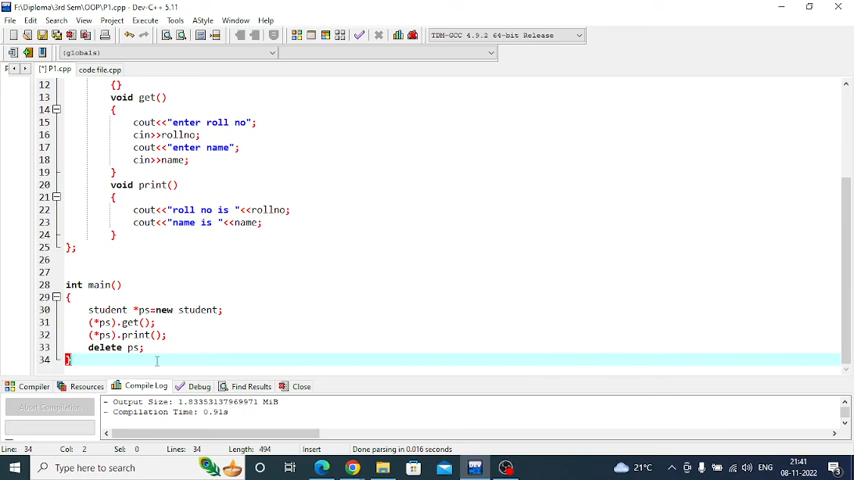 F:\Diploma\3rd Sem\OOP\P1.cpp - Dev-C++ 5.11
File Edit Search View Project Execute Tools AStyle Window Help
TDM-GCC 4.9.2 64-bit Release
(globals)
[*] P1.cpp code file.cpp
12 {}
13 void get()
14 {
15 cout<<"enter roll no";
16 cin>>rollno;
17 cout<<"enter name";
18 cin>>name;
19 }
20 void print()
21 {
22 cout<<"roll no is "<<rollno;
23 cout<<"name is "<<name;
24 }
25 };
26
27
28 int main()
29 {
30 student *ps=new student;
31 (*ps).get();
32 (*ps).print();
33 delete ps;
34 }
Compiler Resources Compile Log Debug Find Results Close
Abort Compilation
- Output Size: 1.83353137969971 MiB
- Compilation Time: 0.91s
Line: 34 Col: 2 Sel: 0 Lines: 34 Length: 494 Insert Done parsing in 0.016 seconds
Type here to search
DEV
21°C
ENG
21:41
08-11-2022
3